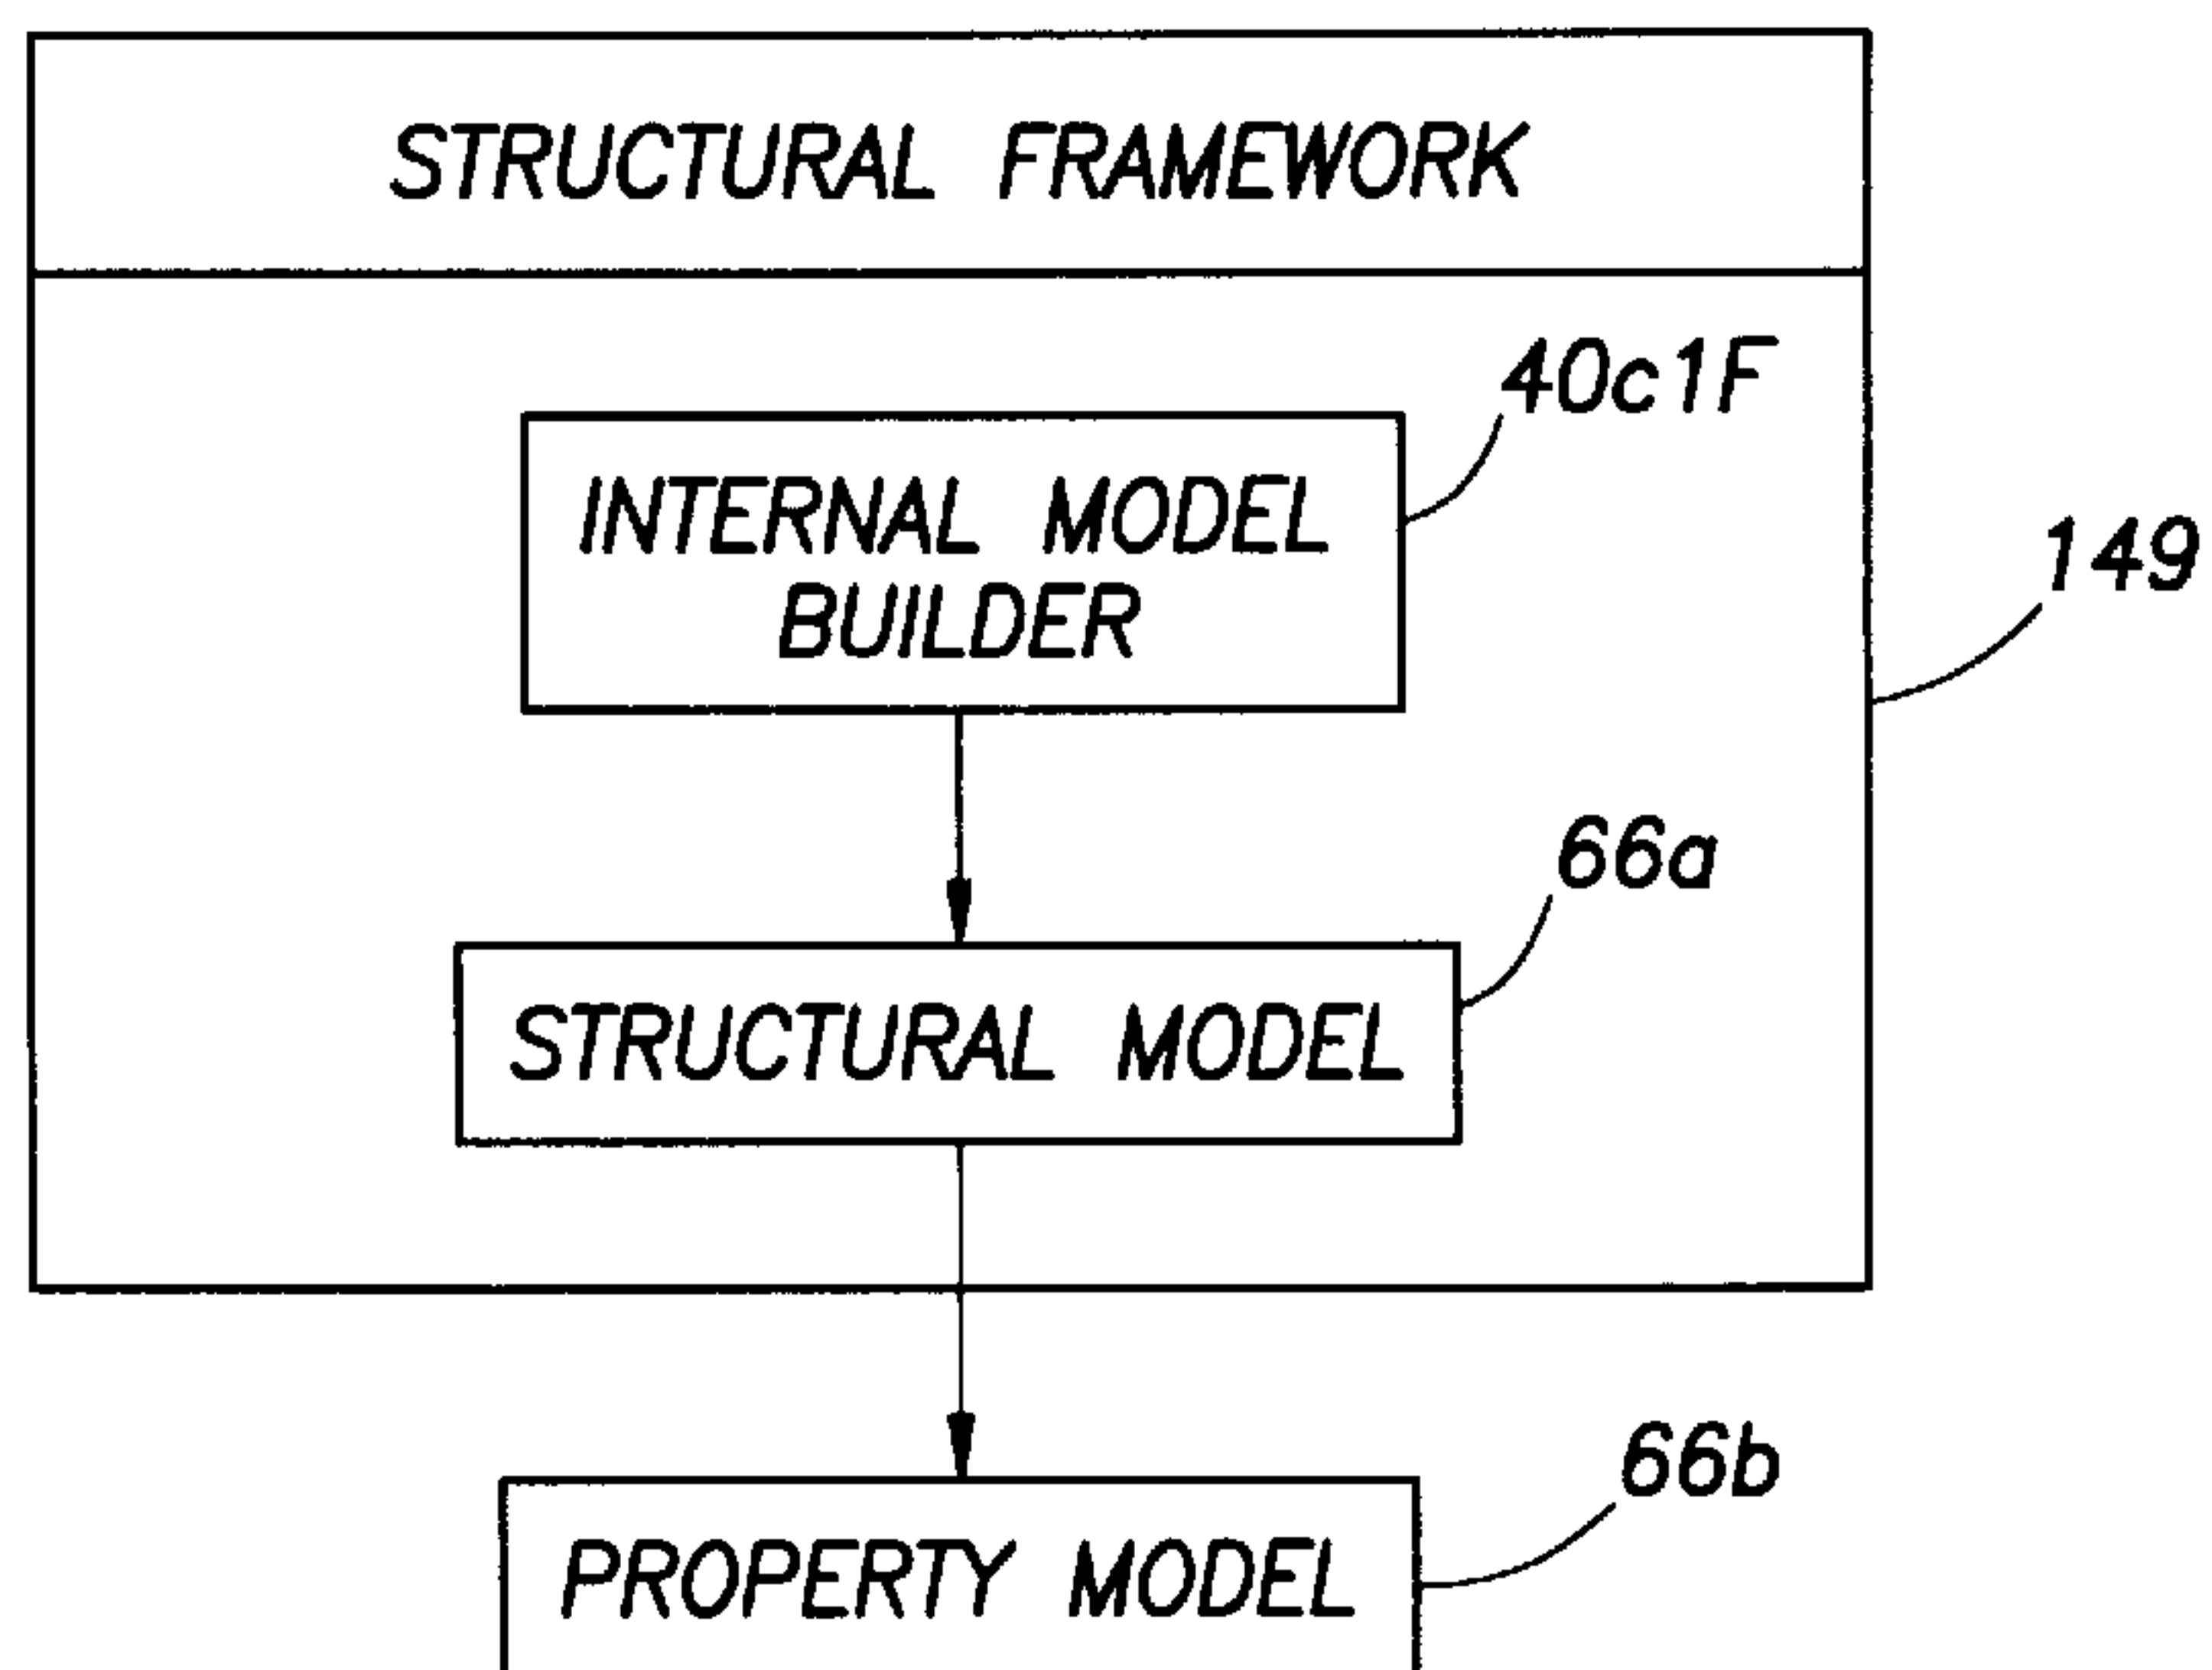 STRUCTURAL FRAMEWORK
40c1F
INTERNAL MODEL
BUILDER
149
66a
STRUCTURAL MODEL
66b
PROPERTY MODEL